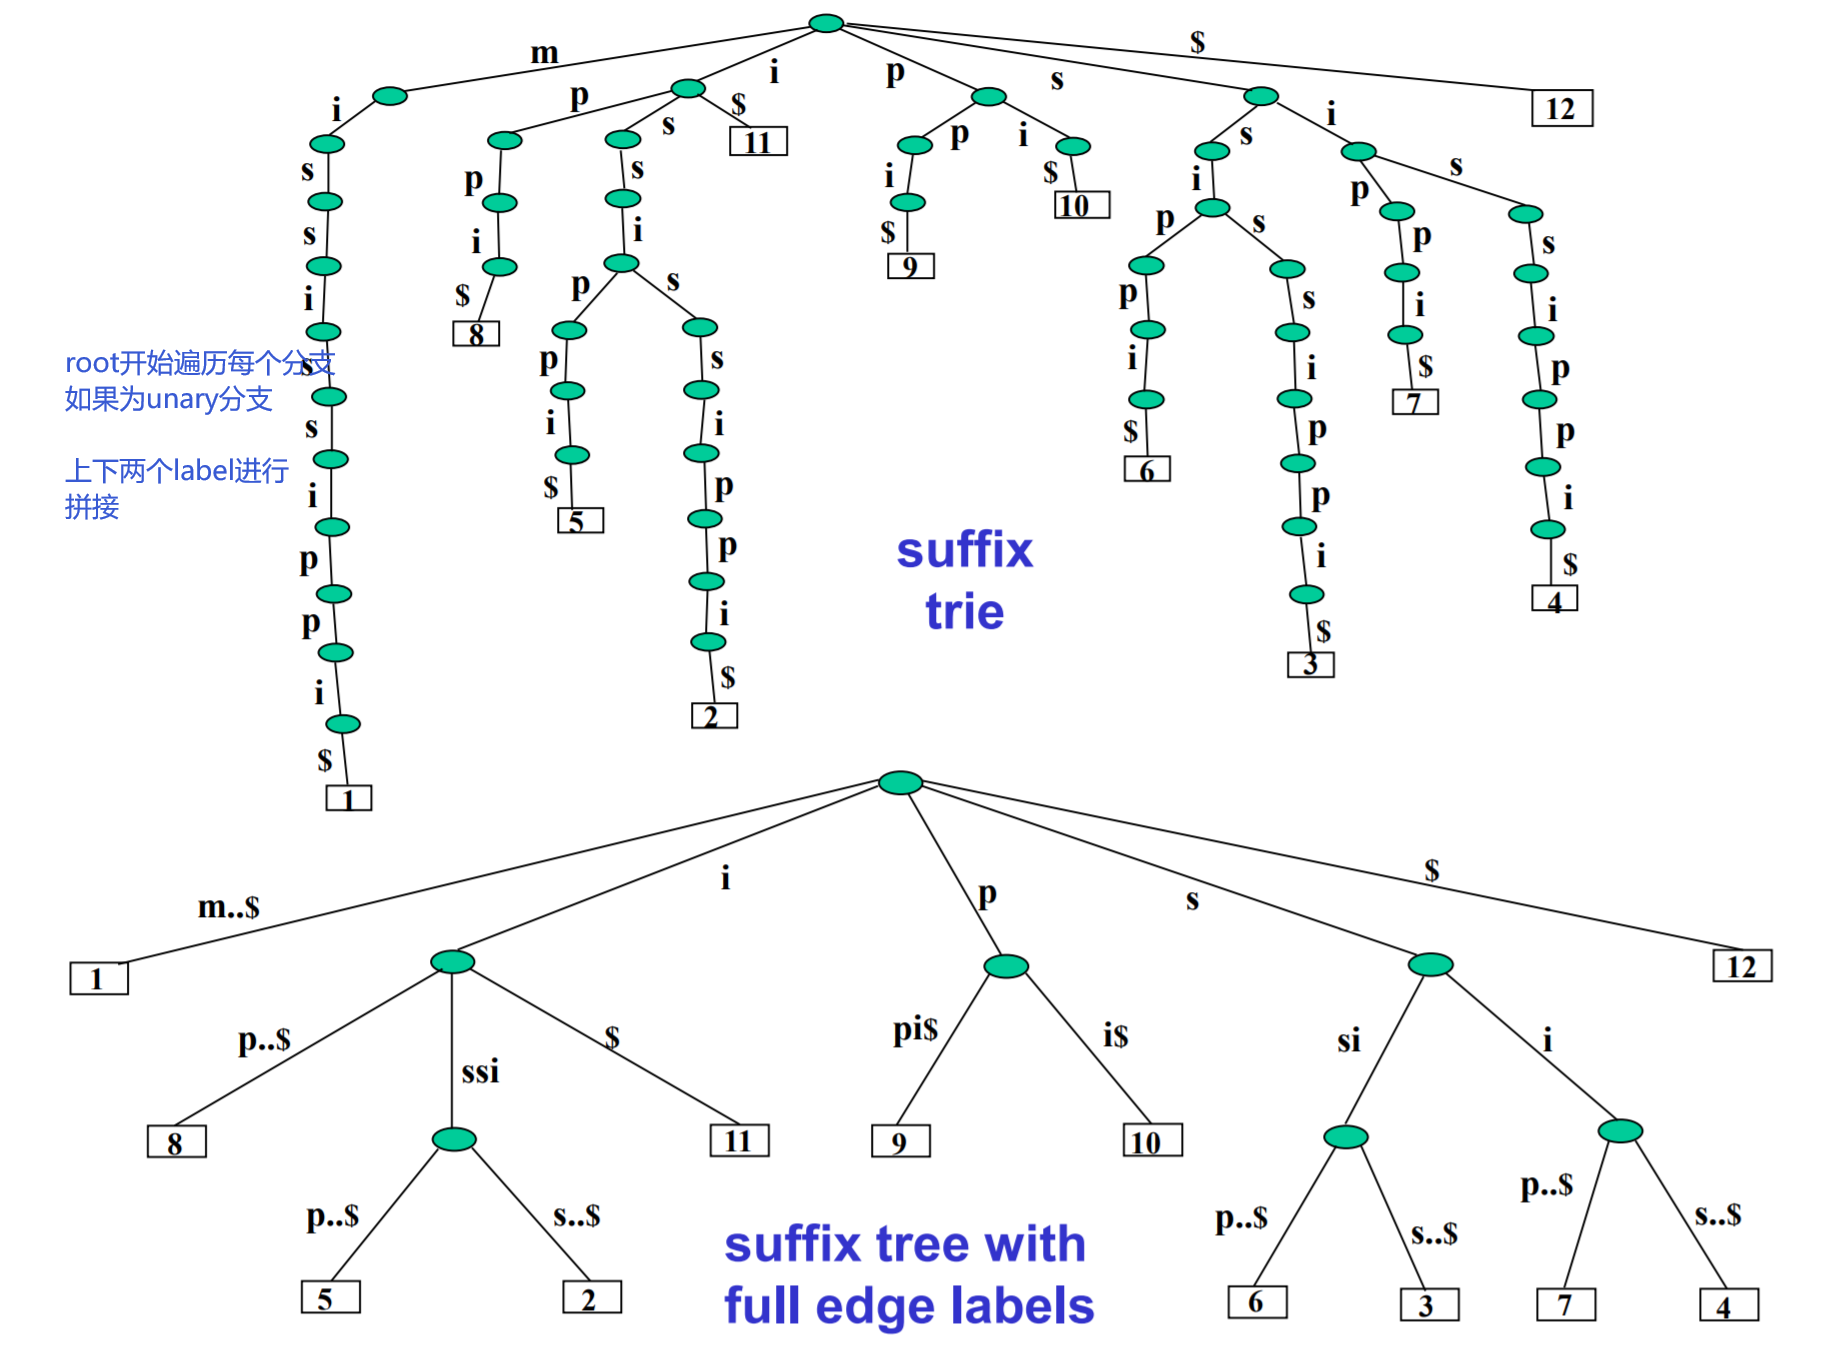 m
i
p
s
$
i
s
s
i
s
s
i
p
p
i
$
1
p
p
i
$
8
s
s
i
p
p
i
$
5
s
s
i
p
p
i
$
2
$
11
p
i
$
9
i
$
10
s
i
p
p
i
$
6
s
s
i
p
p
i
$
3
i
p
p
i
$
7
s
s
i
p
p
i
$
4
12
root开始遍历每个分支
如果为unary分支
上下两个label进行
拼接
suffix
trie
m..$
i
p
s
$
1
12
p..$
ssi
$
pi$
i$
si
i
8
11
9
10
p..$
s..$
p..$
s..$
p..$
s..$
5
2
6
3
7
4
suffix tree with
full edge labels